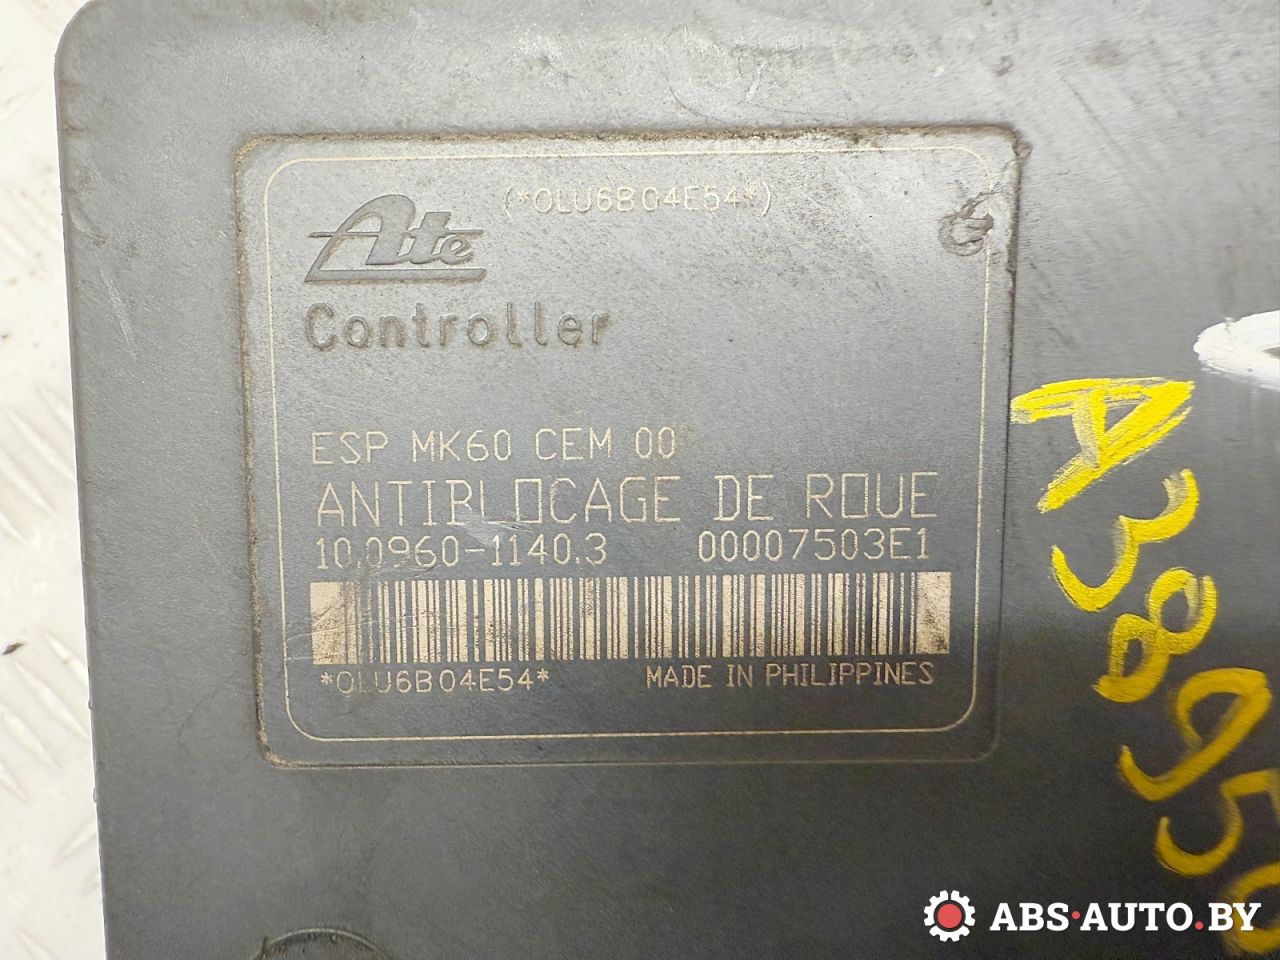 (*OLU6B04E54*)
Ate
Controller
ESP MK60 CEM 00
ANTIBLOCAGE DE ROUE
10.0960-1140.3 00007503E1
*OLU6B04E54* MADE IN PHILIPPINES
A38950
ABS·AUTO.BY